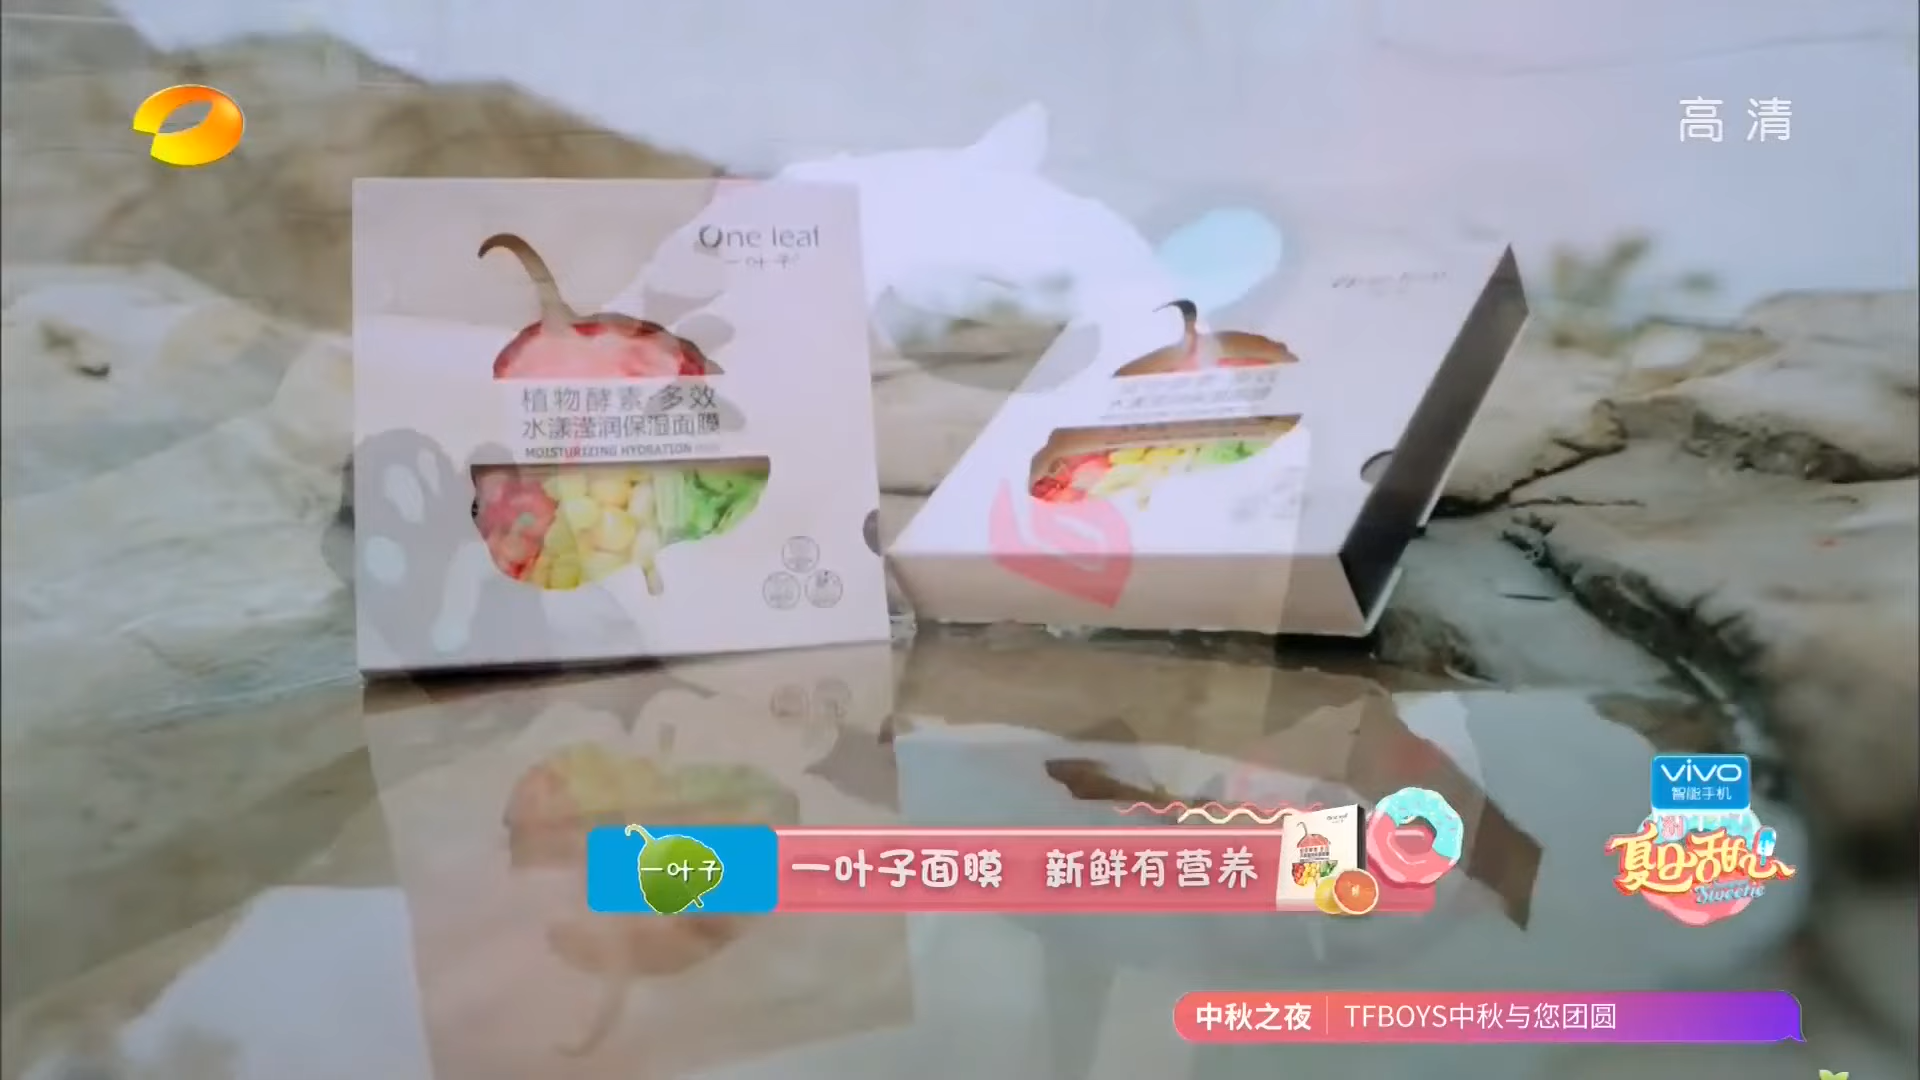 高清
One leaf
一叶子
植物酵素·多效
水漾滢润保湿面膜
MOISTURIZING HYDRATION
vivo
智能手机
夏日甜心
Sweetie
一叶子
一叶子面膜 新鲜有营养
One leaf
中秋之夜 TFBOYS中秋与您团圆